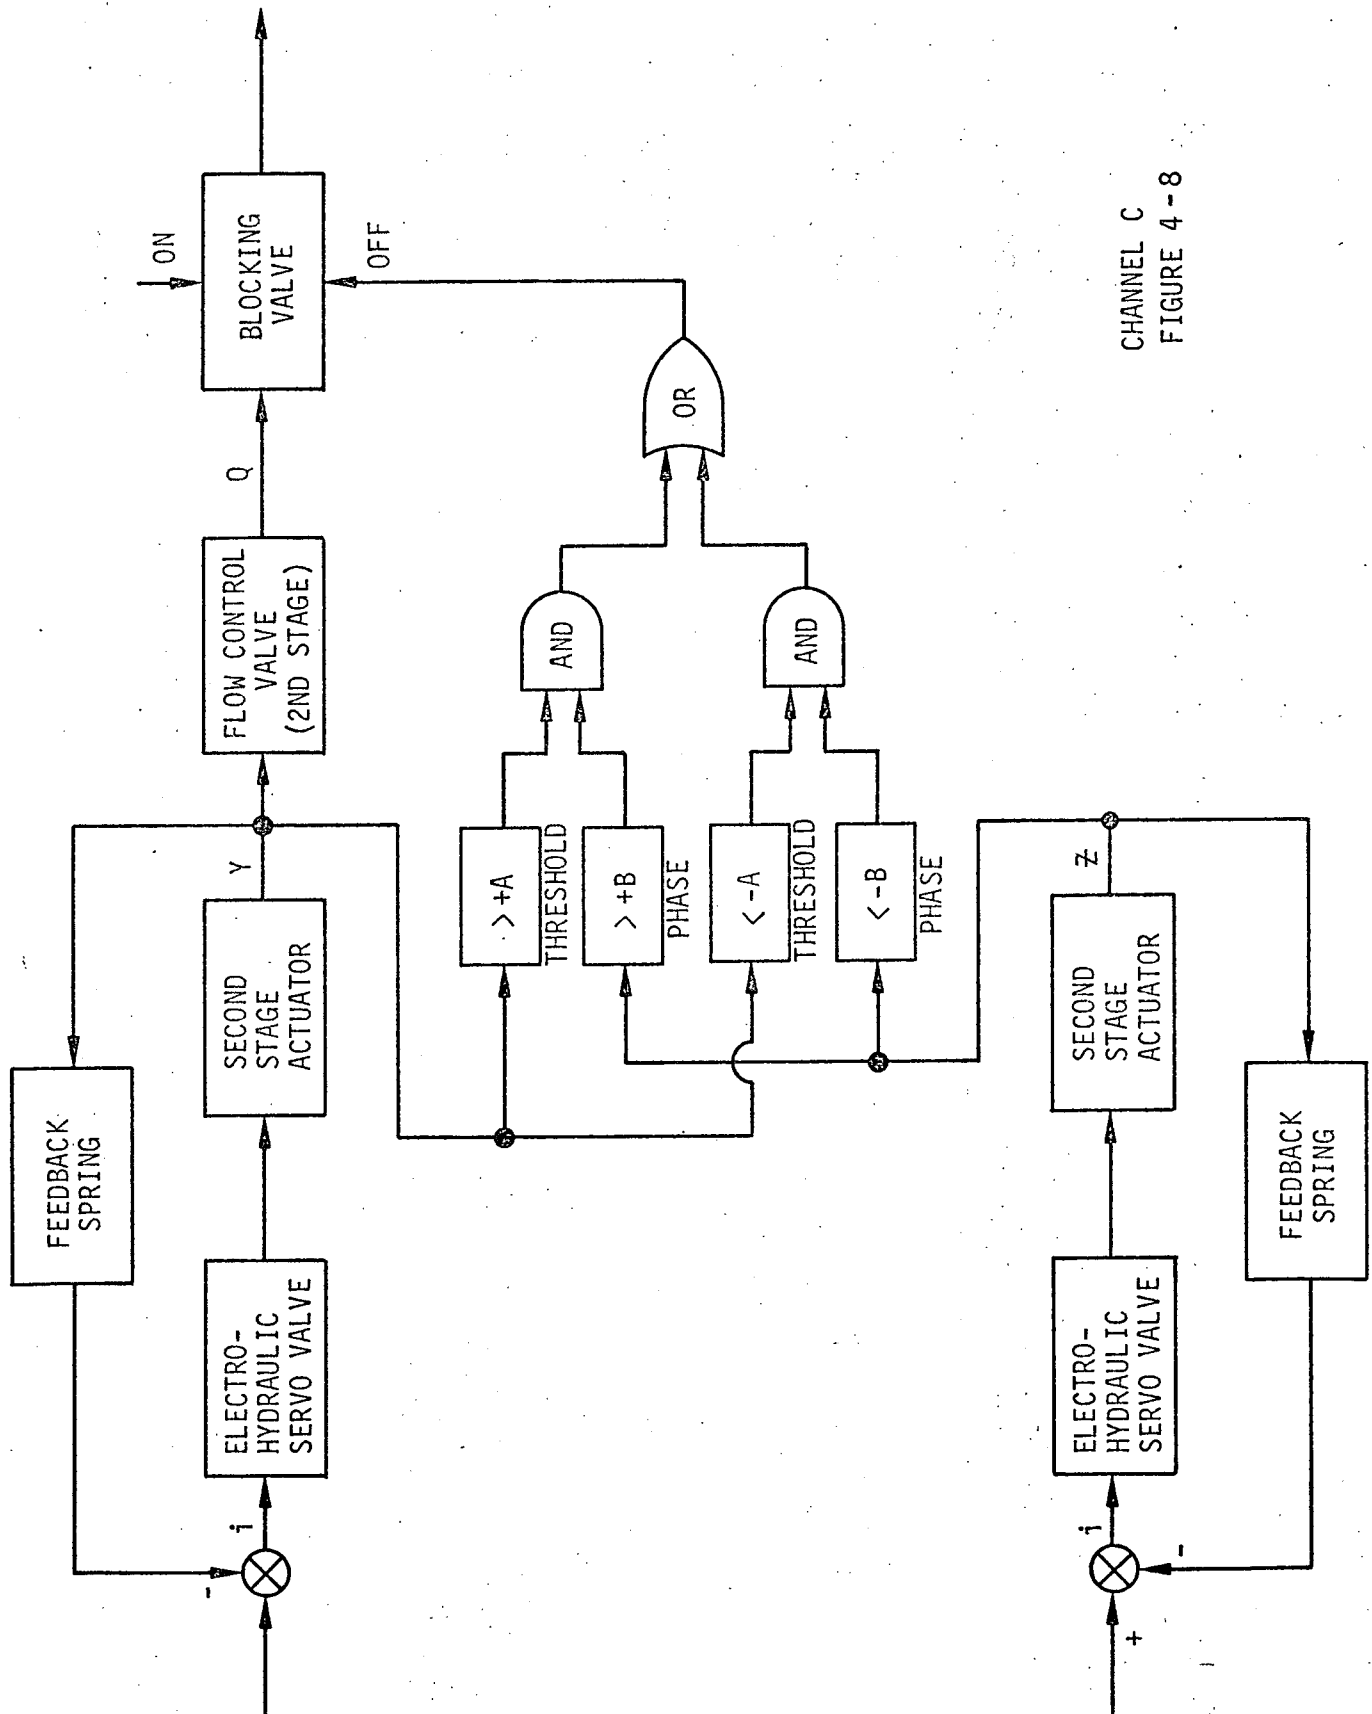 FEEDBACK
SPRING
-
i
ELECTRO-
HYDRAULIC
SERVO VALVE
SECOND
STAGE
ACTUATOR
Y
FLOW CONTROL
VALVE
(2ND STAGE)
Q
BLOCKING
VALVE
ON
OFF
>+A
THRESHOLD
>+B
PHASE
AND
<-A
THRESHOLD
<-B
PHASE
AND
OR
+
-
i
ELECTRO-
HYDRAULIC
SERVO VALVE
SECOND
STAGE
ACTUATOR
Z
FEEDBACK
SPRING
CHANNEL C
FIGURE 4-8